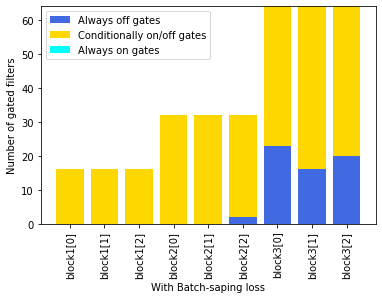 Always off gates
Conditionally on/off gates
Always on gates
Number of gated filters
60
50
40
30
20
10
0
block1[0]
block1[1]
block1[2]
block2[0]
block2[1]
block2[2]
block3[0]
block3[1]
block3[2]
With Batch-saping loss